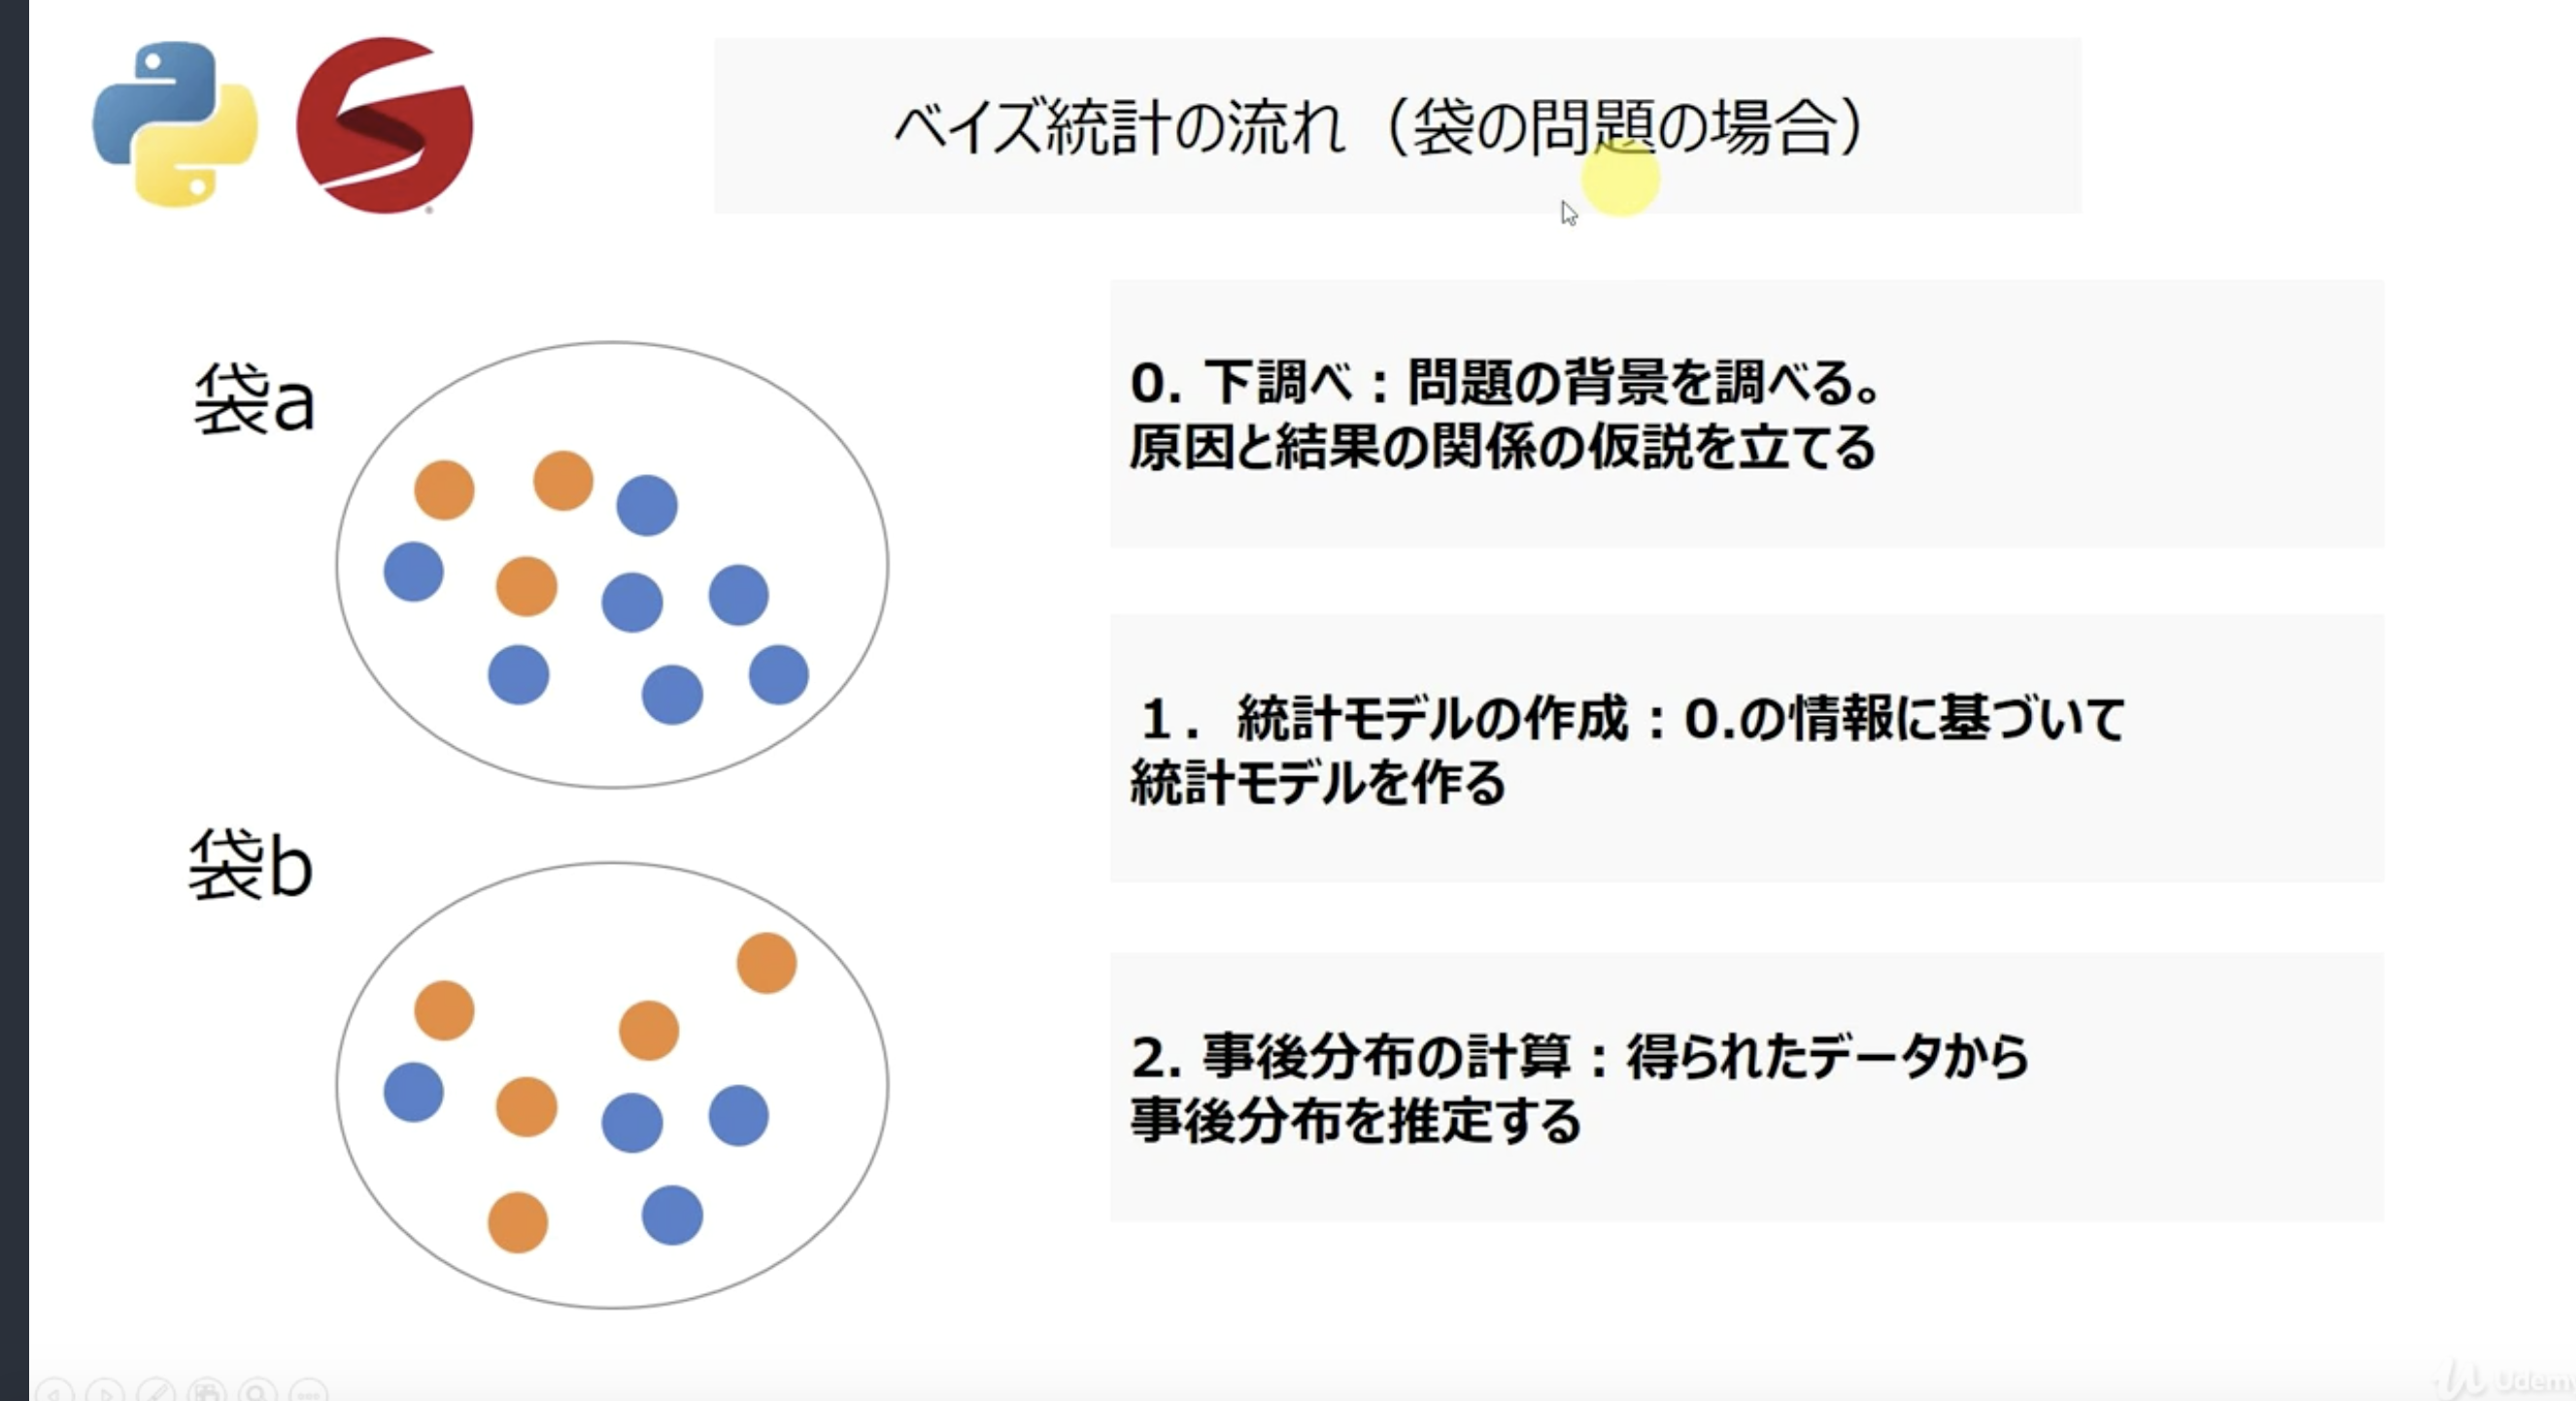 ベイズ統計の流れ（袋の問題の場合）
袋a
0. 下調べ：問題の背景を調べる。
原因と結果の関係の仮説を立てる
１．統計モデルの作成：0.の情報に基づいて
統計モデルを作る
袋b
2. 事後分布の計算：得られたデータから
事後分布を推定する
Udemy